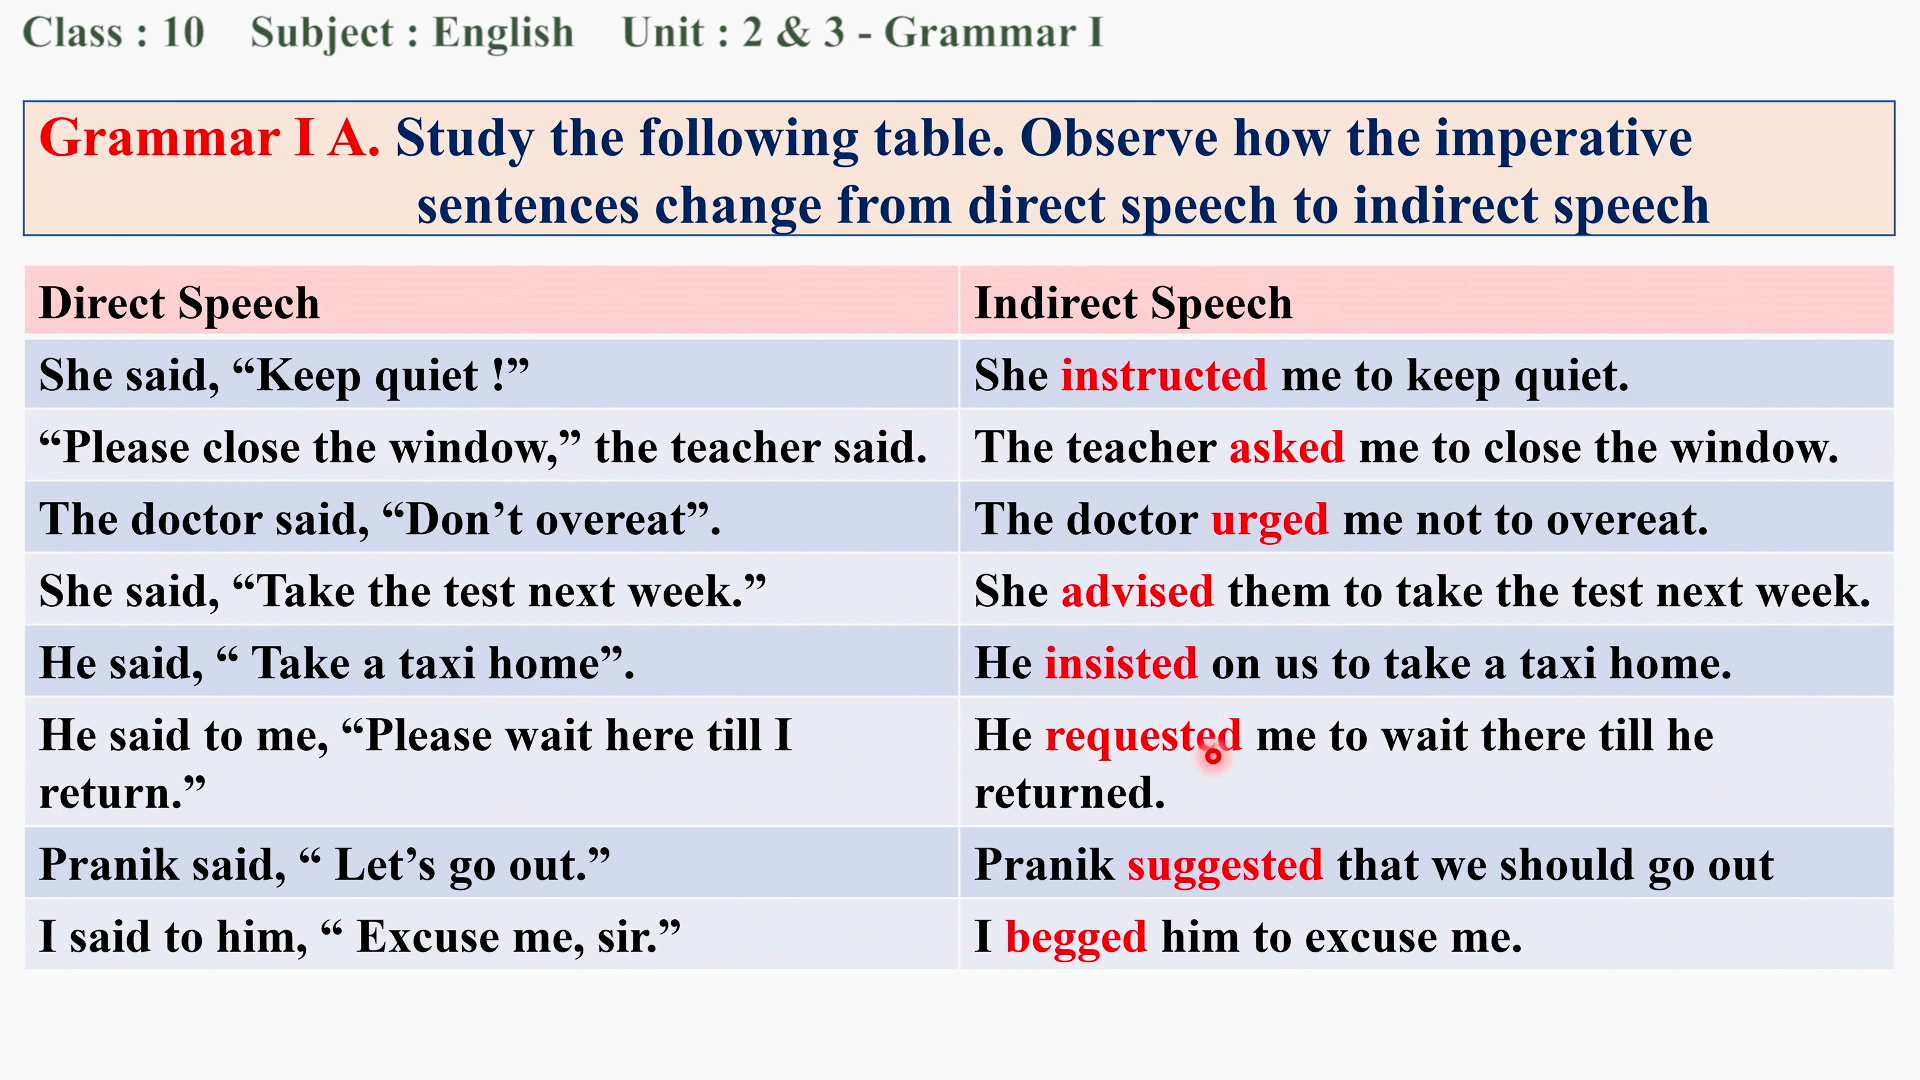 Class : 10    Subject : English    Unit : 2 & 3 - Grammar I
Grammar I A. Study the following table. Observe how the imperative
sentences change from direct speech to indirect speech
Direct Speech
Indirect Speech
She said, “Keep quiet !”
She instructed me to keep quiet.
“Please close the window,” the teacher said.
The teacher asked me to close the window.
The doctor said, “Don’t overeat”.
The doctor urged me not to overeat.
She said, “Take the test next week.”
She advised them to take the test next week.
He said, “ Take a taxi home”.
He insisted on us to take a taxi home.
He said to me, “Please wait here till I
return.”
He requested me to wait there till he
returned.
Pranik said, “ Let’s go out.”
Pranik suggested that we should go out
I said to him, “ Excuse me, sir.”
I begged him to excuse me.